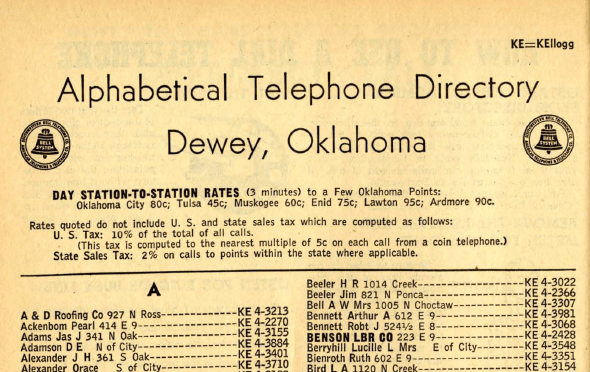 KE=KEllogg
Alphabetical Telephone Directory
Dewey, Oklahoma
BELL SYSTEM
BELL SYSTEM
DAY STATION-TO-STATION RATES (3 minutes) to a Few Oklahoma Points:
Oklahoma City 80c; Tulsa 45c; Muskogee 60c; Enid 75c; Lawton 95c; Ardmore 90c.
Rates quoted do not include U. S. and state sales tax which are computed as follows:
U. S. Tax: 10% of the total of all calls.
(This tax is computed to the nearest multiple of 5c on each call from a coin telephone.)
State Sales Tax: 2% on calls to points within the state where applicable.
A
A & D Roofing Co 927 N Ross KE 4-3213
Ackenbom Pearl 414 E 9 KE 4-2270
Adams Jas J 341 N Oak KE 4-3155
Adamson D E N of City KE 4-3884
Alexander J H 361 S Oak KE 4-3401
Alexander Orace S of City KE 4-3710
Beeler H R 1014 Creek KE 4-3022
Beeler Jim 821 N Ponca KE 4-2366
Bell A W Mrs 1005 N Choctaw KE 4-3307
Bennett Arthur A 612 E 9 KE 4-3981
Bennett Robt J 524½ E 8 KE 4-3068
BENSON LBR CO 223 E 9 KE 4-2428
Berryhill Lucille L Mrs E of City KE 4-3548
Bienroth Ruth 602 E 9 KE 4-3351
Bird L A 1120 N Creek KE 4-3154